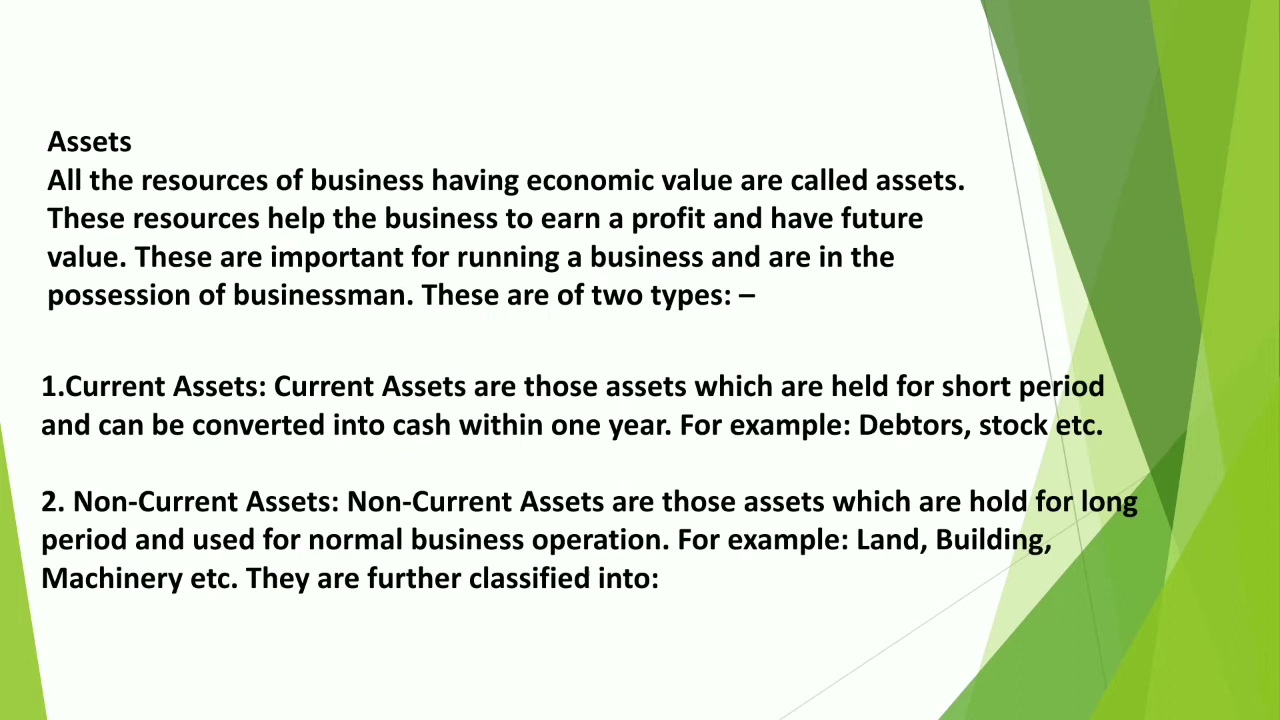 Assets
All the resources of business having economic value are called assets.
These resources help the business to earn a profit and have future
value. These are important for running a business and are in the
possession of businessman. These are of two types: –
1.Current Assets: Current Assets are those assets which are held for short period
and can be converted into cash within one year. For example: Debtors, stock etc.
2. Non-Current Assets: Non-Current Assets are those assets which are hold for long
period and used for normal business operation. For example: Land, Building,
Machinery etc. They are further classified into: